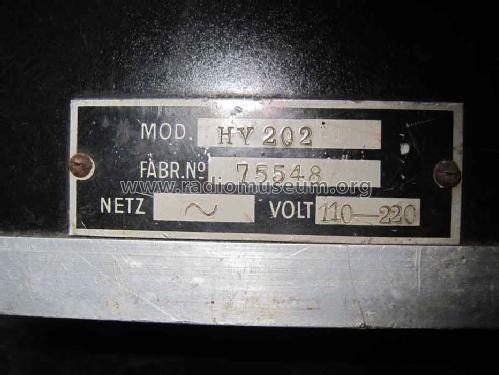 MOD. HY 202
FABR.Nº 75548
www.radiomuseum.org
NETZ ~ VOLT 110—220